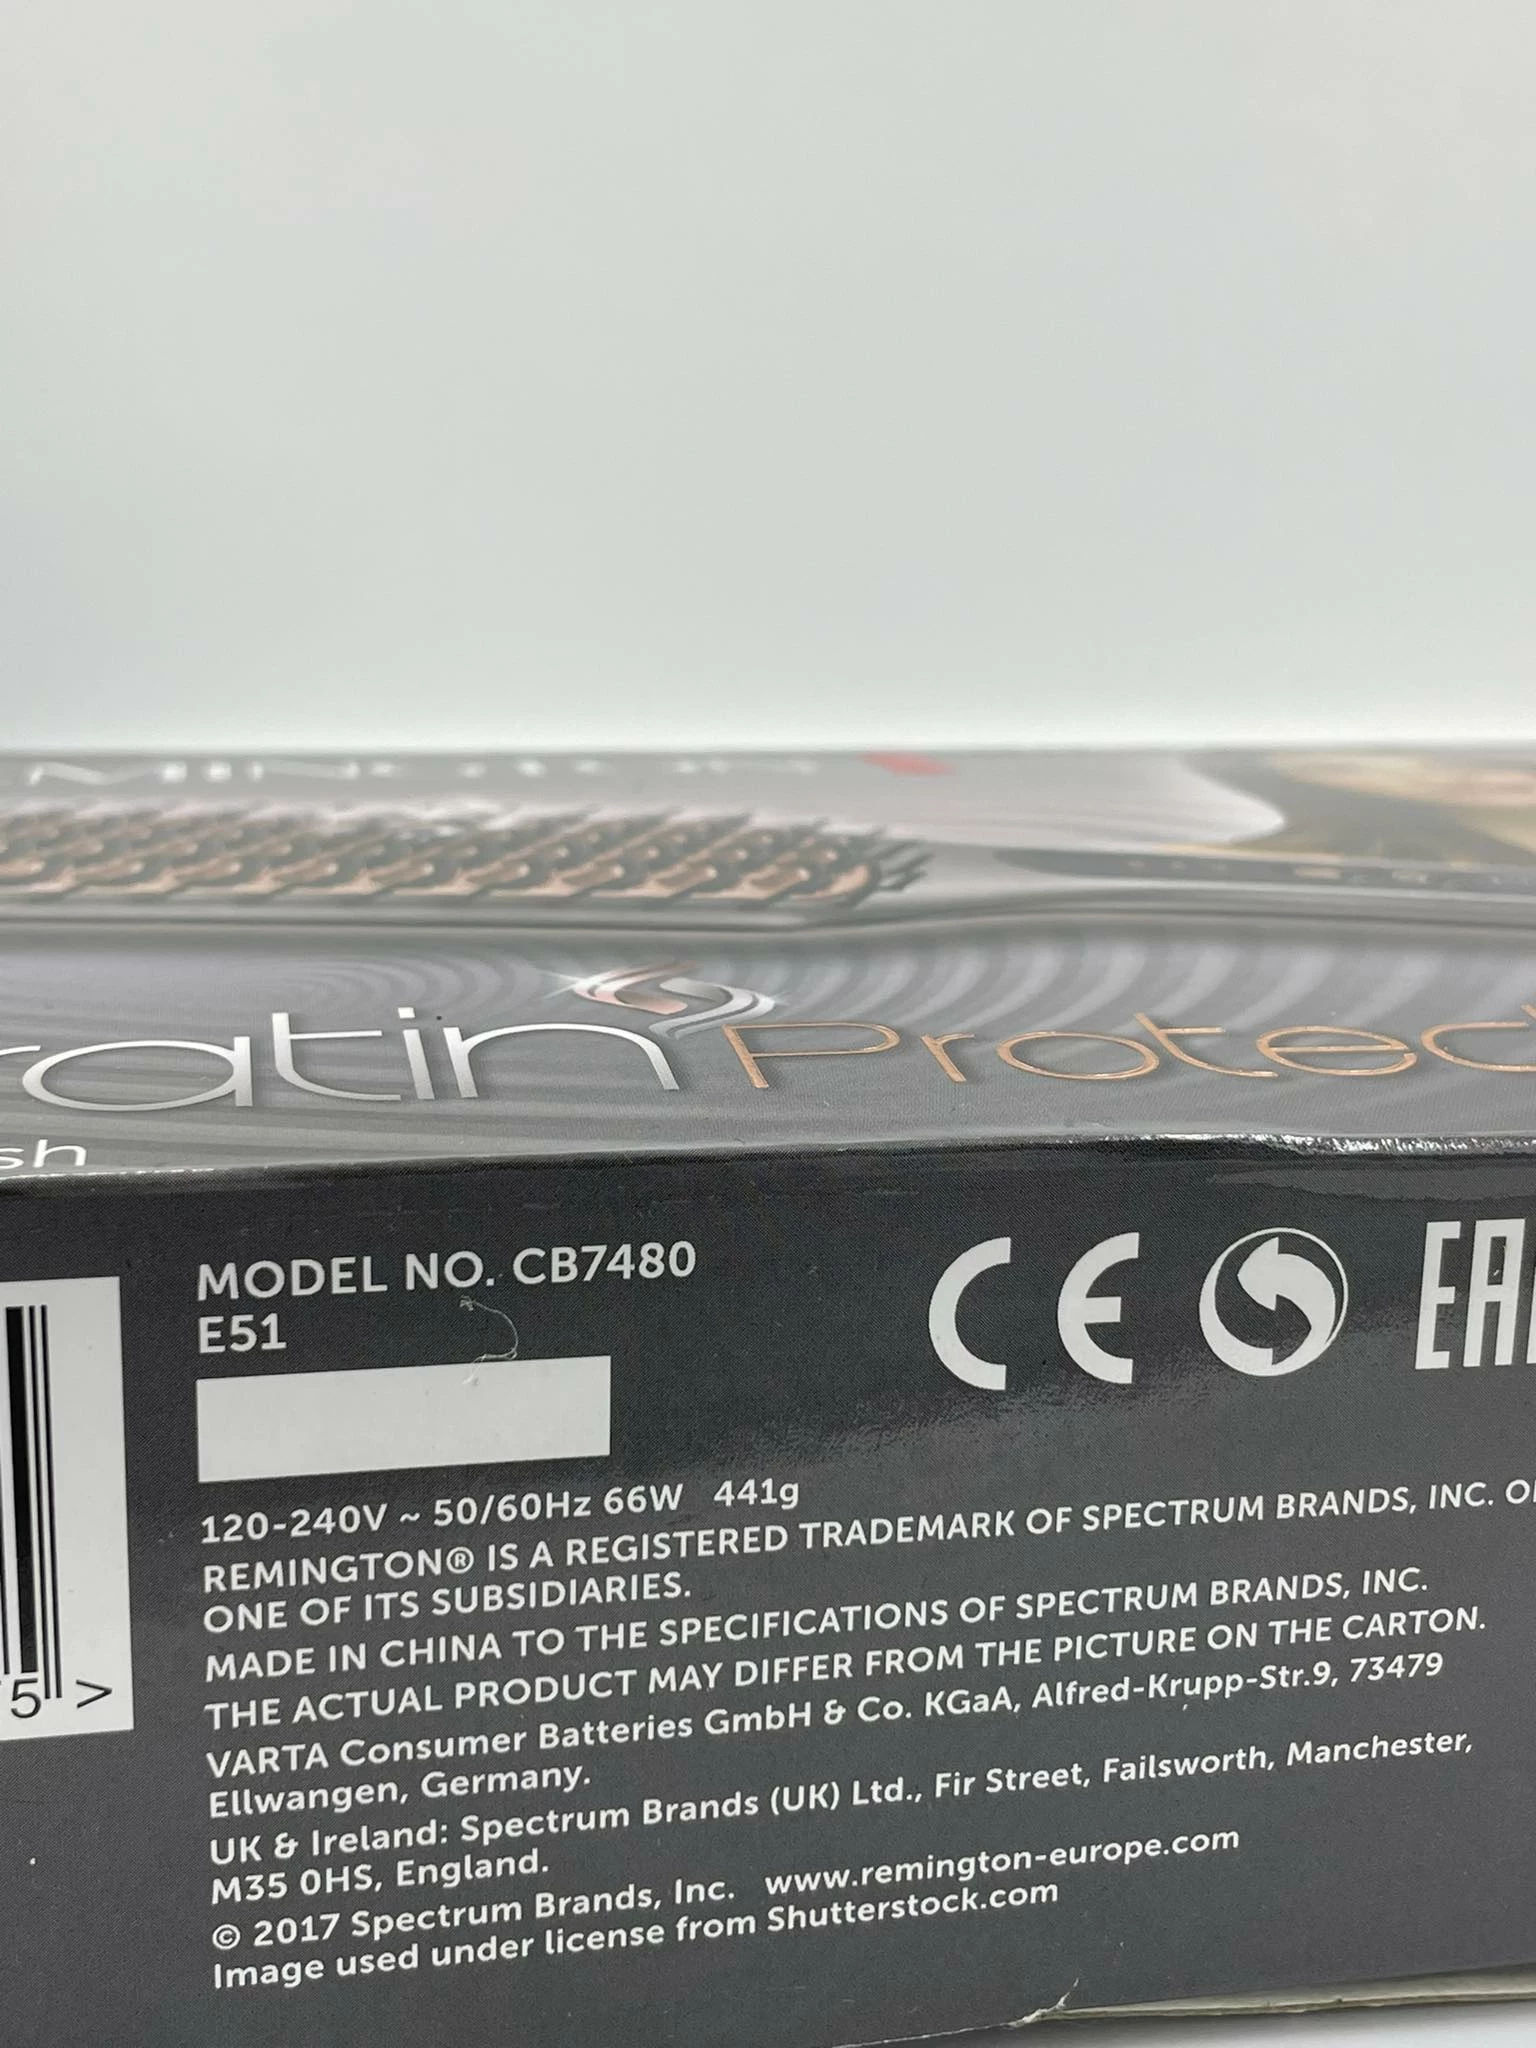 ratin Protec
sh
MODEL NO. CB7480
E51
120-240V ~ 50/60Hz 66W 441g
REMINGTON® IS A REGISTERED TRADEMARK OF SPECTRUM BRANDS, INC. O
ONE OF ITS SUBSIDIARIES.
MADE IN CHINA TO THE SPECIFICATIONS OF SPECTRUM BRANDS, INC.
THE ACTUAL PRODUCT MAY DIFFER FROM THE PICTURE ON THE CARTON.
VARTA Consumer Batteries GmbH & Co. KGaA, Alfred-Krupp-Str.9, 73479
Ellwangen, Germany.
UK & Ireland: Spectrum Brands (UK) Ltd., Fir Street, Failsworth, Manchester,
M35 0HS, England.
© 2017 Spectrum Brands, Inc. www.remington-europe.com
Image used under license from Shutterstock.com
CE
EA
5 >